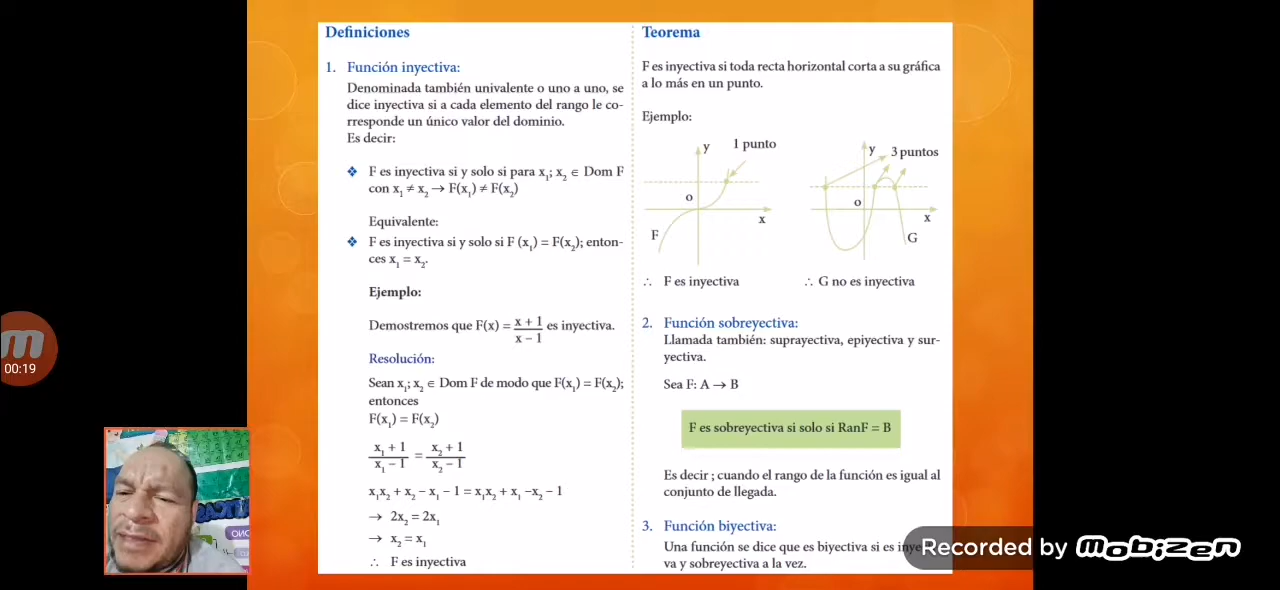 Definiciones
1. Función inyectiva:
Denominada también univalente o uno a uno, se
dice inyectiva si a cada elemento del rango le co-
rresponde un único valor del dominio.
Es decir:
❖ F es inyectiva si y solo si para x₁; x₂ ∈ Dom F
con x₁ ≠ x₂ → F(x₁) ≠ F(x₂)
Equivalente:
❖ F es inyectiva si y solo si F (x₁) = F(x₂); enton-
ces x₁ = x₂.
Ejemplo:
Demostremos que F(x) = (x + 1)/(x – 1) es inyectiva.
Resolución:
Sean x₁; x₂ ∈ Dom F de modo que F(x₁) = F(x₂);
entonces
F(x₁) = F(x₂)
(x₁ + 1)/(x₁ – 1) = (x₂ + 1)/(x₂ – 1)
x₁x₂ + x₂ – x₁ – 1 = x₁x₂ + x₁ –x₂ – 1
→ 2x₂ = 2x₁
→ x₂ = x₁
∴ F es inyectiva
Teorema
F es inyectiva si toda recta horizontal corta a su gráfica
a lo más en un punto.
Ejemplo:
y 1 punto
o
x
F
y 3 puntos
o
x
G
∴ F es inyectiva
∴ G no es inyectiva
2. Función sobreyectiva:
Llamada también: suprayectiva, epiyectiva y sur-
yectiva.
Sea F: A → B
F es sobreyectiva si solo si RanF = B
Es decir ; cuando el rango de la función es igual al
conjunto de llegada.
3. Función biyectiva:
Una función se dice que es biyectiva si es
va y sobreyectiva a la vez.
m
00:19
Recorded by mobizen